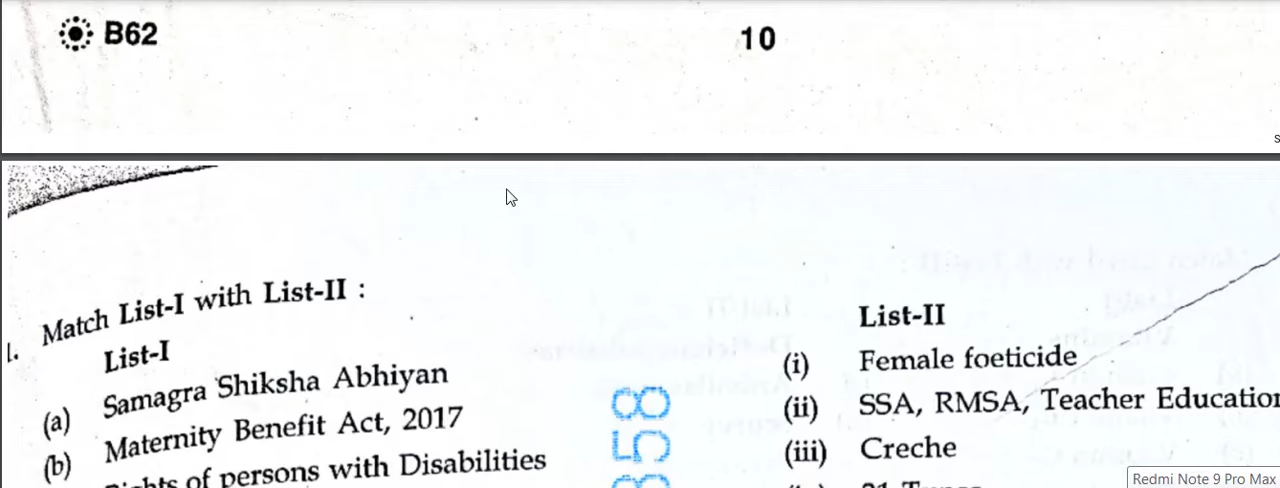 B62
10
Match List-I with List-II :
List-I
List-II
(a) Samagra Shiksha Abhiyan
(i) Female foeticide
(b) Maternity Benefit Act, 2017
(ii) SSA, RMSA, Teacher Education
of persons with Disabilities
(iii) Creche
858
Redmi Note 9 Pro Max